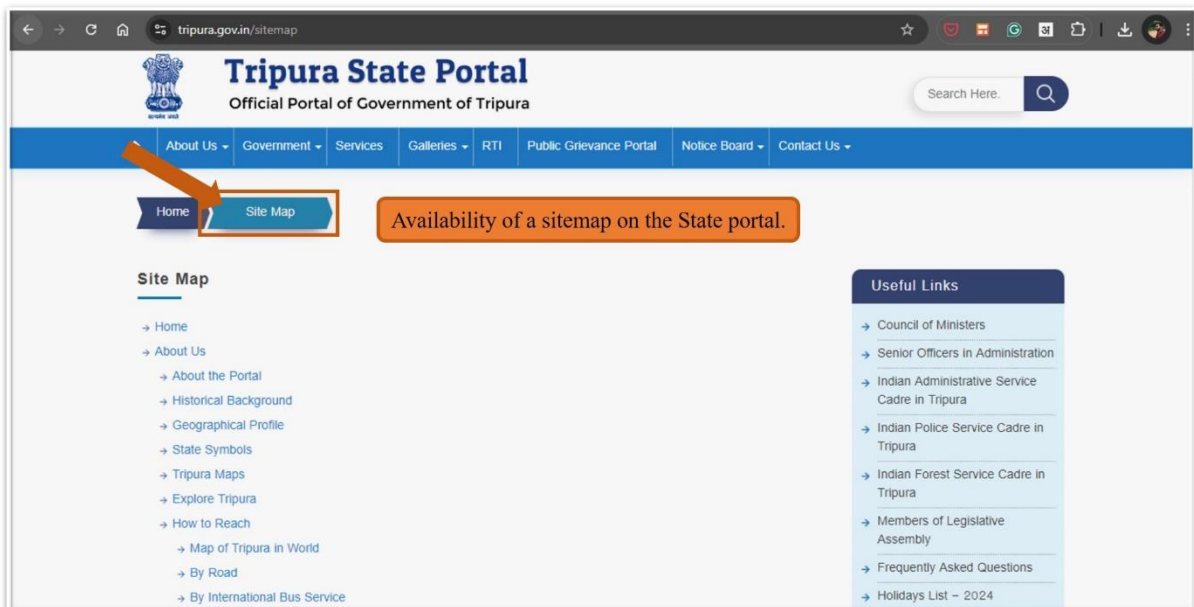 tripura.gov.in/sitemap
अ
सत्यमेव जयते
Tripura State Portal
Official Portal of Government of Tripura
Search Here.
About Us
Government
Services
Galleries
RTI
Public Grievance Portal
Notice Board
Contact Us
Home
Site Map
Availability of a sitemap on the State portal.
Site Map
Home
About Us
About the Portal
Historical Background
Geographical Profile
State Symbols
Tripura Maps
Explore Tripura
How to Reach
Map of Tripura in World
By Road
By International Bus Service
Useful Links
Council of Ministers
Senior Officers in Administration
Indian Administrative Service
Cadre in Tripura
Indian Police Service Cadre in
Tripura
Indian Forest Service Cadre in
Tripura
Members of Legislative
Assembly
Frequently Asked Questions
Holidays List – 2024